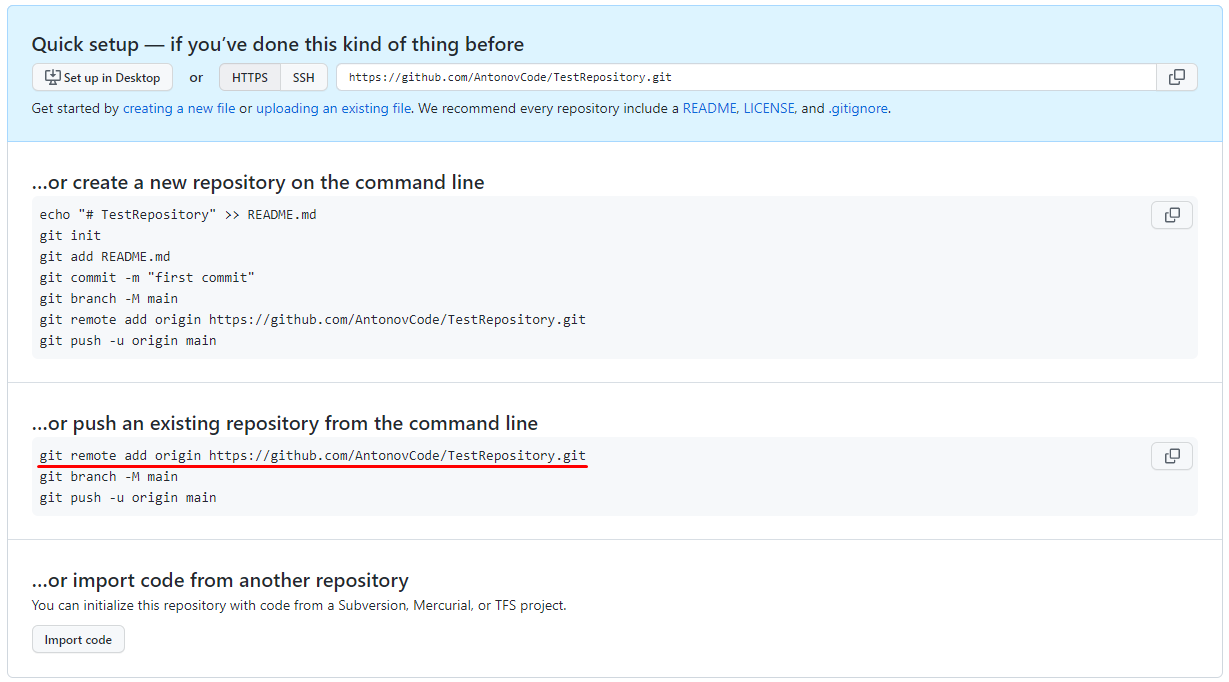 Quick setup — if you’ve done this kind of thing before
Set up in Desktop or HTTPS SSH https://github.com/AntonovCode/TestRepository.git
Get started by creating a new file or uploading an existing file. We recommend every repository include a README, LICENSE, and .gitignore.
...or create a new repository on the command line
echo "# TestRepository" >> README.md
git init
git add README.md
git commit -m "first commit"
git branch -M main
git remote add origin https://github.com/AntonovCode/TestRepository.git
git push -u origin main
...or push an existing repository from the command line
git remote add origin https://github.com/AntonovCode/TestRepository.git
git branch -M main
git push -u origin main
...or import code from another repository
You can initialize this repository with code from a Subversion, Mercurial, or TFS project.
Import code